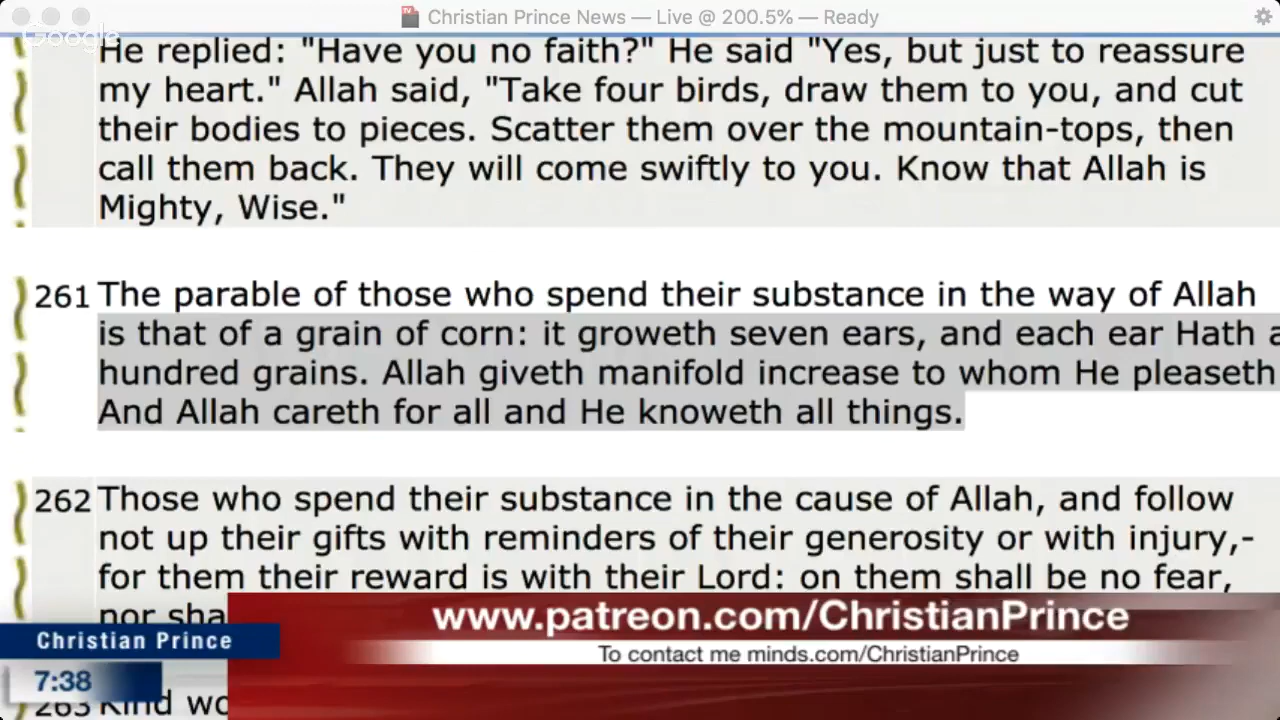 Christian Prince News — Live @ 200.5% — Ready
Google
He replied: "Have you no faith?" He said "Yes, but just to reassure
my heart." Allah said, "Take four birds, draw them to you, and cut
their bodies to pieces. Scatter them over the mountain-tops, then
call them back. They will come swiftly to you. Know that Allah is
Mighty, Wise."
261 The parable of those who spend their substance in the way of Allah
is that of a grain of corn: it groweth seven ears, and each ear Hath a
hundred grains. Allah giveth manifold increase to whom He pleaseth
And Allah careth for all and He knoweth all things.
262 Those who spend their substance in the cause of Allah, and follow
not up their gifts with reminders of their generosity or with injury,-
for them their reward is with their Lord: on them shall be no fear,
nor sha
www.patreon.com/ChristianPrince
Christian Prince
To contact me minds.com/ChristianPrince
7:38
263 Kind wo